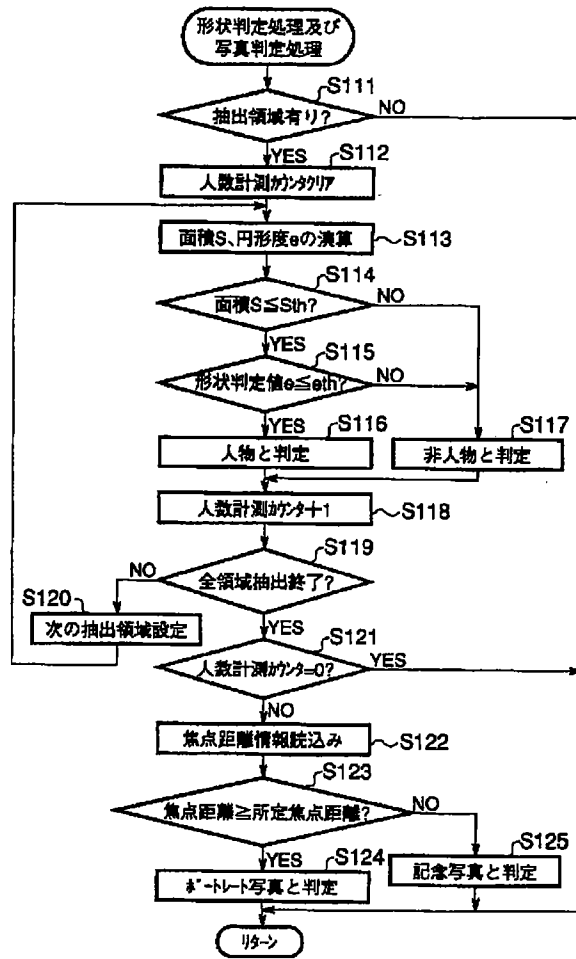 形状判定処理及び
写真判定処理
S111
抽出領域有り?
NO
YES
S112
人数計測カウンタクリア
面積S、円形度eの演算
S113
S114
面積S≦Sth?
NO
YES
S115
形状判定値e≦eth?
NO
YES
S116
人物と判定
S117
非人物と判定
人数計測カウンター+1
S118
S119
全領域抽出終了?
NO
S120
次の抽出領域設定
YES
S121
人数計測カウンタ=0?
YES
NO
焦点距離情報読込み
S122
S123
焦点距離≧所定焦点距離?
NO
YES
S124
ポートレート写真と判定
S125
記念写真と判定
リターン